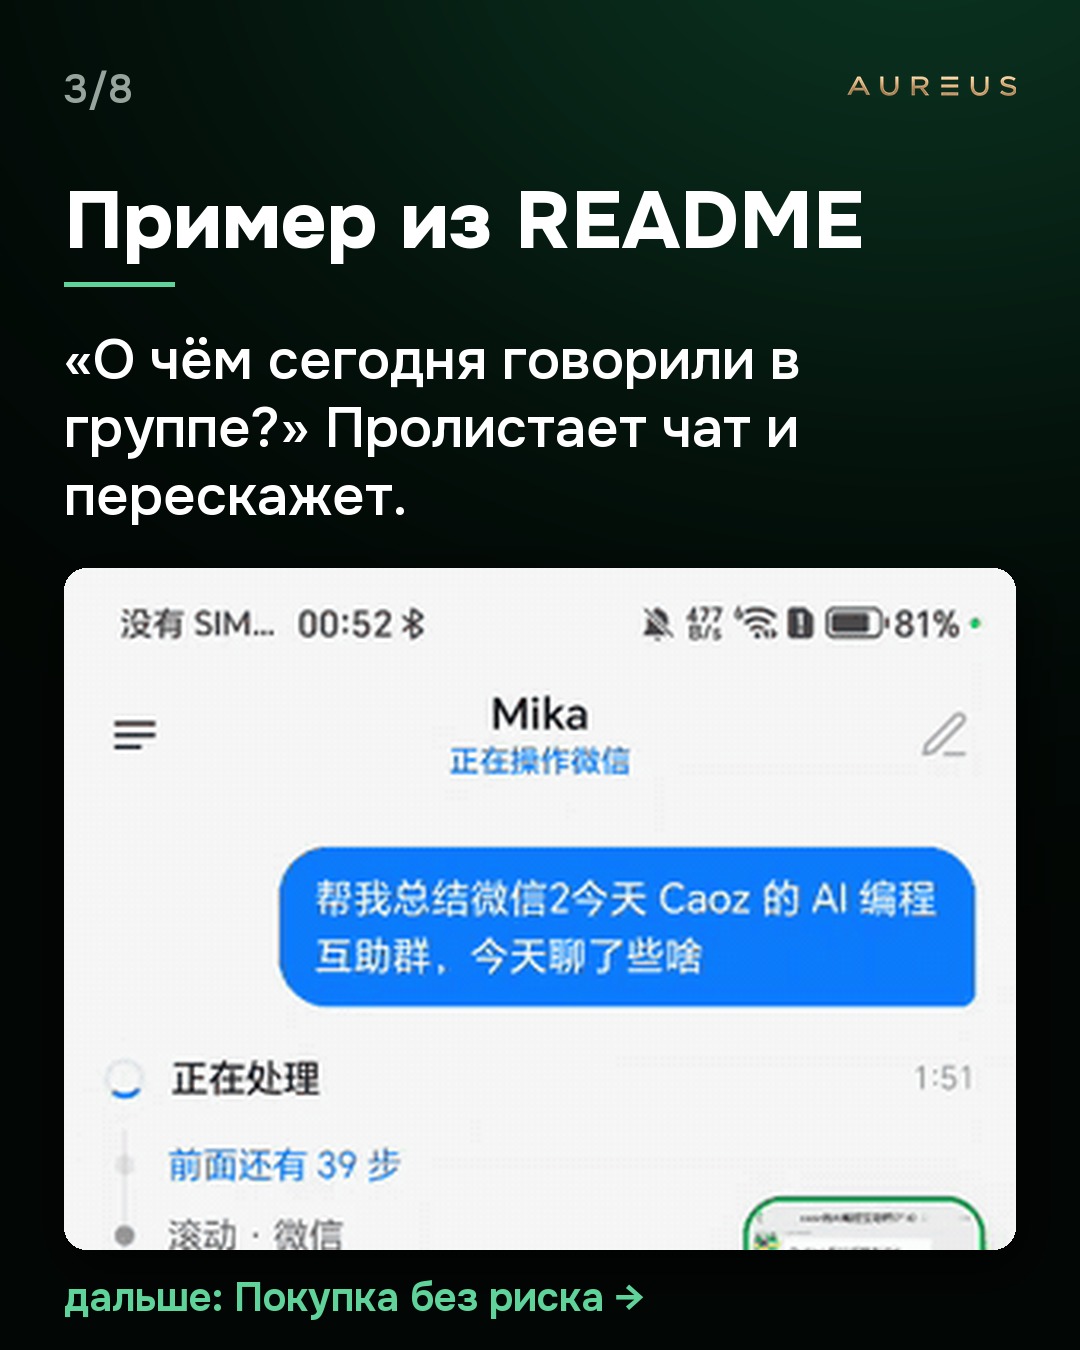 3/8
AUREUS
Пример из README
«О чём сегодня говорили в
группе?» Пролистает чат и
перескажет.
没有 SIM... 00:52 477 B/s 6 81%
Mika
正在操作微信
帮我总结微信2今天 Caoz 的 AI 编程
互助群，今天聊了些啥
正在处理 1:51
前面还有 39 步
滚动 · 微信
дальше: Покупка без риска →